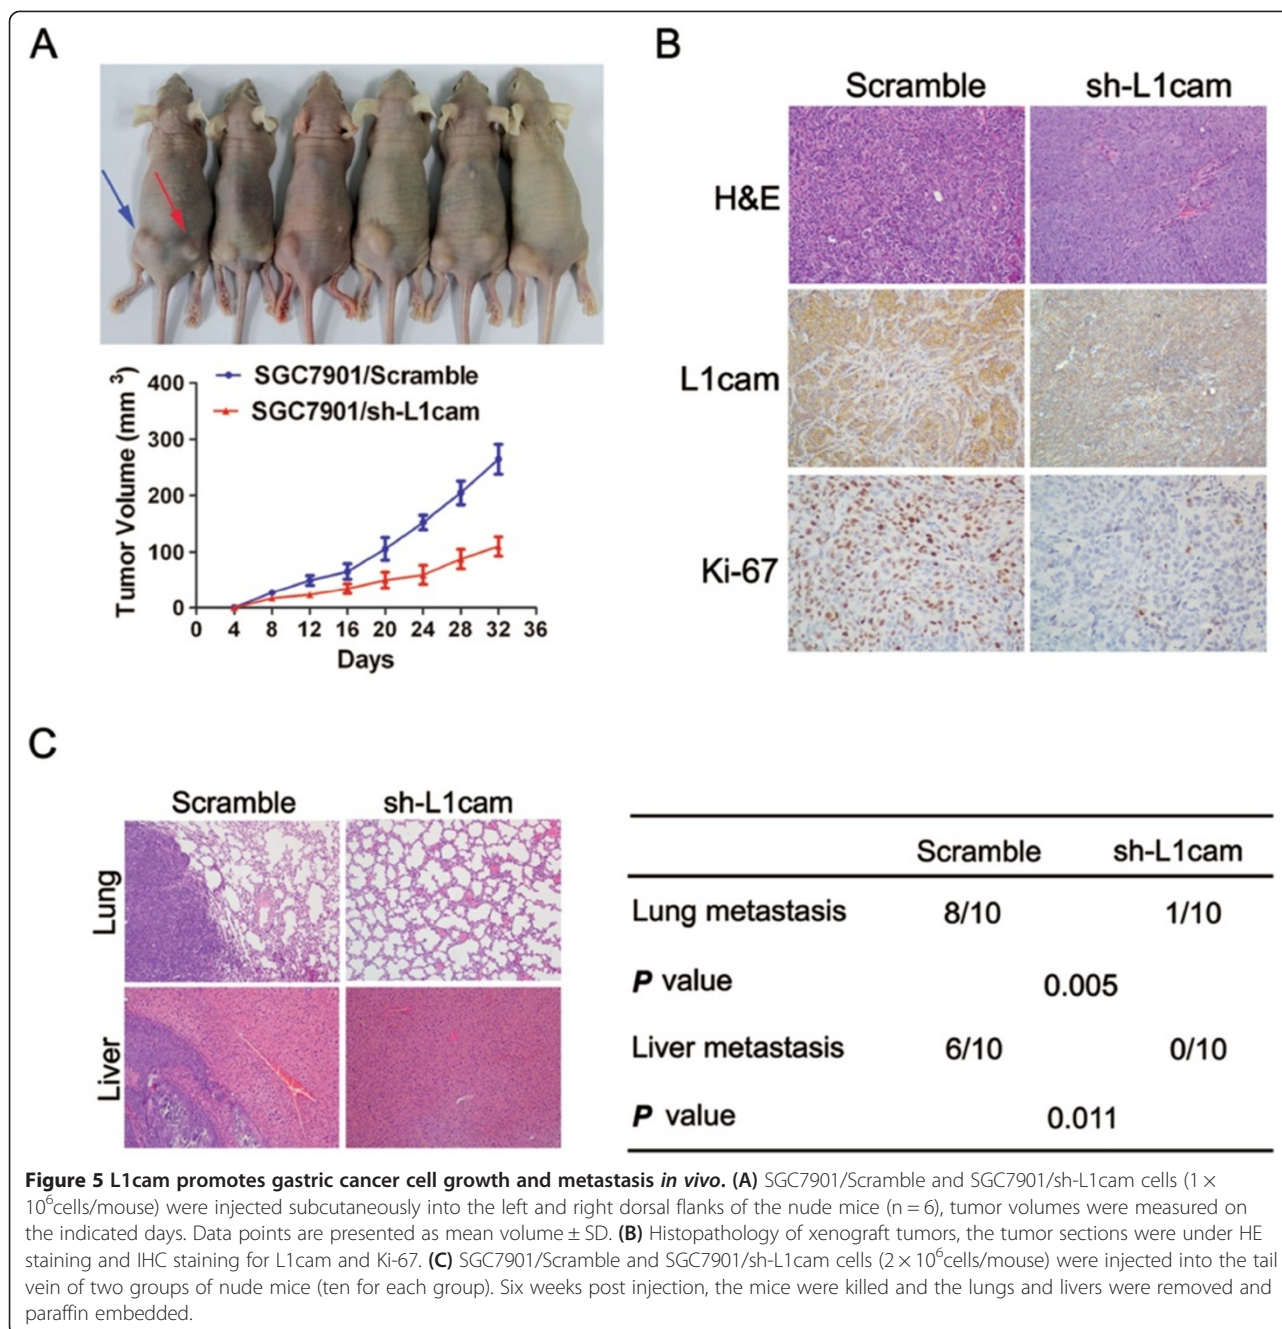 A
400
300
200
100
0
Tumor Volume (mm 3)
SGC7901/Scramble
SGC7901/sh-L1cam
0 4 8 12 16 20 24 28 32 36
Days
B
Scramble sh-L1cam
H&E
L1cam
Ki-67
C
Scramble sh-L1cam
Lung
Liver
Scramble sh-L1cam
Lung metastasis 8/10 1/10
P value 0.005
Liver metastasis 6/10 0/10
P value 0.011
Figure 5 L1cam promotes gastric cancer cell growth and metastasis in vivo. (A) SGC7901/Scramble and SGC7901/sh-L1cam cells (1 ×
10⁶cells/mouse) were injected subcutaneously into the left and right dorsal flanks of the nude mice (n = 6), tumor volumes were measured on
the indicated days. Data points are presented as mean volume ± SD. (B) Histopathology of xenograft tumors, the tumor sections were under HE
staining and IHC staining for L1cam and Ki-67. (C) SGC7901/Scramble and SGC7901/sh-L1cam cells (2 × 10⁶cells/mouse) were injected into the tail
vein of two groups of nude mice (ten for each group). Six weeks post injection, the mice were killed and the lungs and livers were removed and
paraffin embedded.